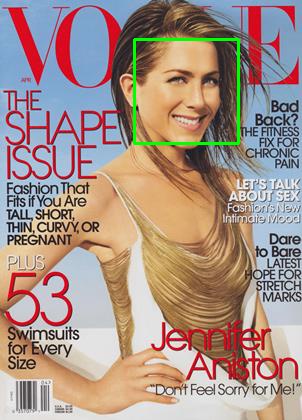 VOGUE
APR
THE
SHAPE
ISSUE
Fashion That
Fits if You Are
TALL, SHORT,
THIN, CURVY, OR
PREGNANT
PLUS
53
Swimsuits
for Every
Size
Bad
Back?
THE FITNESS
FIX FOR
CHRONIC
PAIN
LET'S TALK
ABOUT SEX
Fashion's New
Intimate Mood
Dare
to Bare
LATEST
HOPE FOR
STRETCH
MARKS
Jennifer
Aniston
"Don't Feel Sorry for Me!"